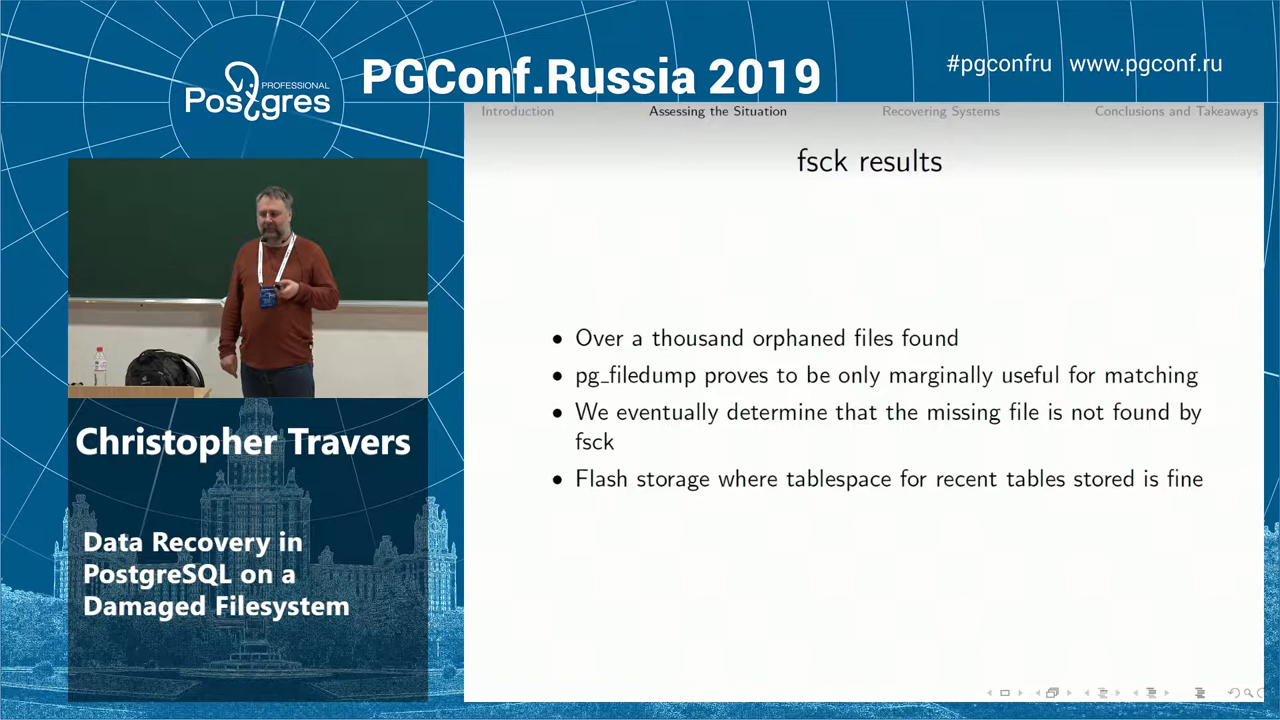 PROFESSIONAL
Postgres
PGConf.Russia 2019
#pgconfru www.pgconf.ru
Introduction Assessing the Situation Recovering Systems Conclusions and Takeaways
fsck results
• Over a thousand orphaned files found
• pg_filedump proves to be only marginally useful for matching
• We eventually determine that the missing file is not found by
fsck
• Flash storage where tablespace for recent tables stored is fine
Christopher Travers
Data Recovery in
PostgreSQL on a
Damaged Filesystem